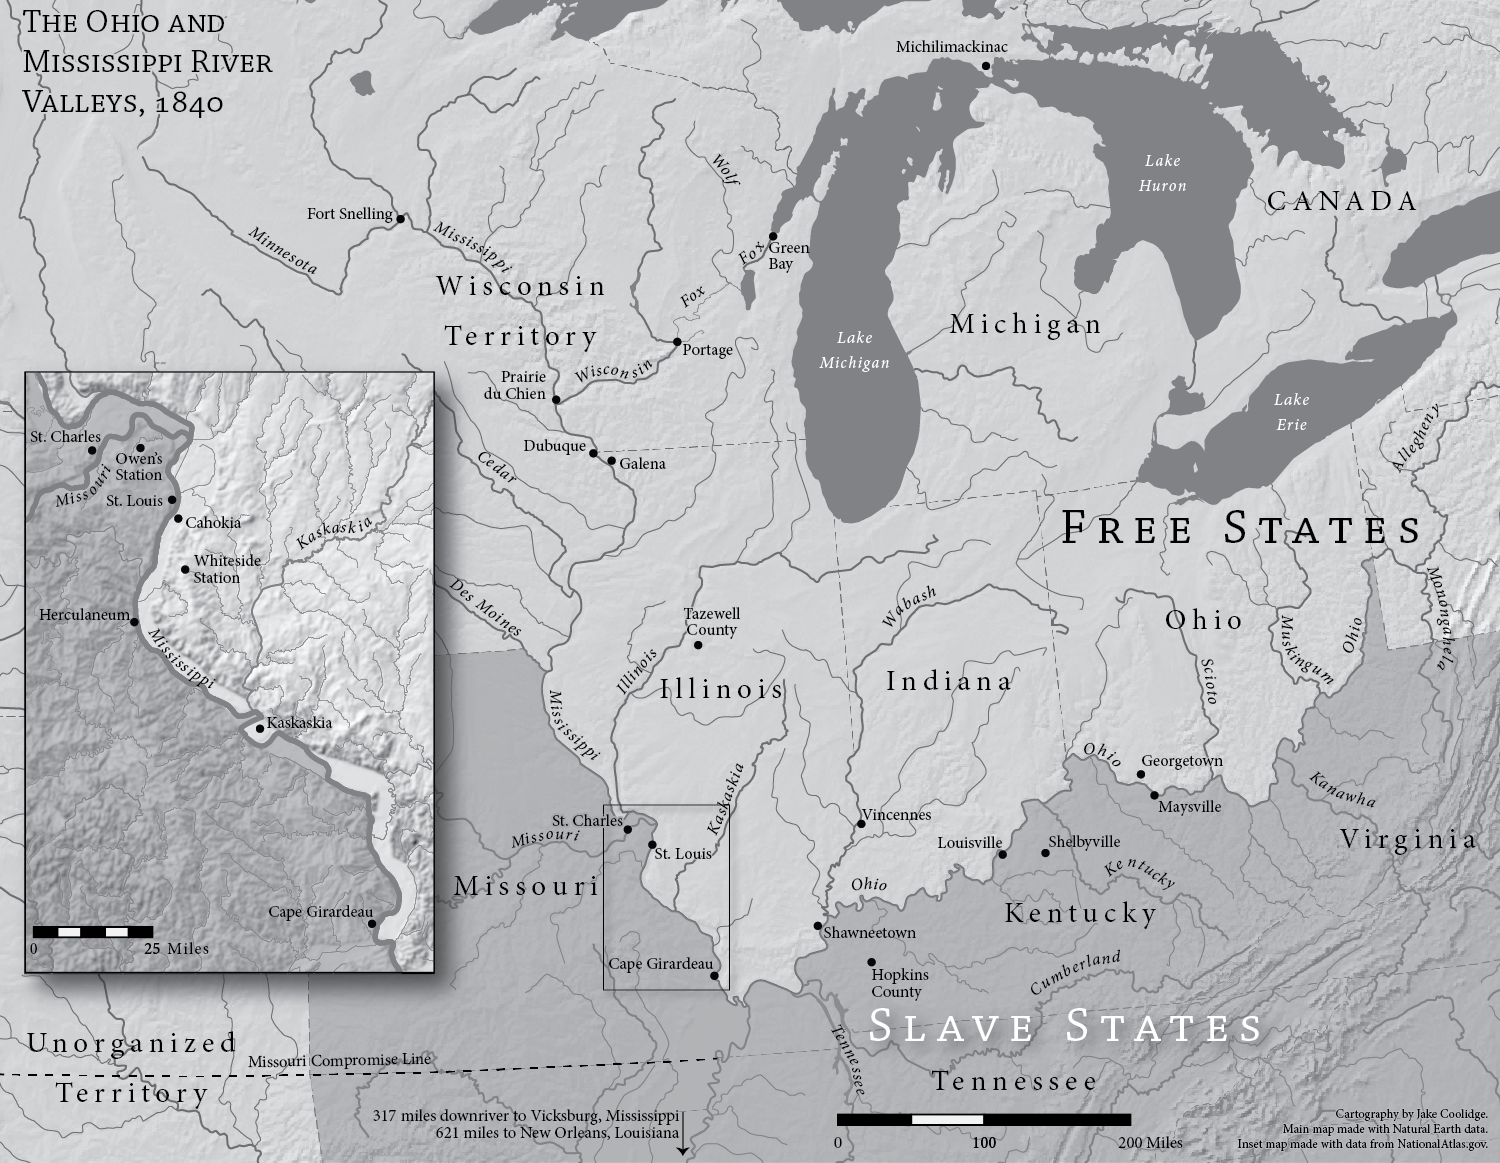 The Ohio and
Mississippi River
Valleys, 1840
Michilimackinac
Lake
Huron
CANADA
Wolf
Fort Snelling
Minnesota
Mississippi
Fox
Green
Bay
Wisconsin
Territory
Fox
Michigan
Lake
Michigan
Portage
Wisconsin
Prairie
du Chien
Lake
Erie
Allegheny
Dubuque
Galena
Cedar
Free States
Des Moines
Wabash
Tazewell
County
Illinois
Illinois
Indiana
Ohio
Muskingum
Ohio
Monongahela
Scioto
Mississippi
Ohio
Georgetown
Maysville
Kanawha
Virginia
Kaskaskia
St. Charles
Missouri
St. Louis
Vincennes
Louisville
Shelbyville
Kentucky
Missouri
Ohio
Kentucky
Shawneetown
Cape Girardeau
Hopkins
County
Cumberland
Slave States
Tennessee
Tennessee
St. Charles
Owen's
Station
Missouri
St. Louis
Cahokia
Kaskaskia
Whiteside
Station
Herculaneum
Mississippi
Kaskaskia
Cape Girardeau
0
25 Miles
Unorganized
Territory
Missouri Compromise Line
317 miles downriver to Vicksburg, Mississippi
621 miles to New Orleans, Louisiana
0
100
200 Miles
Cartography by Jake Coolidge.
Main map made with Natural Earth data.
Inset map made with data from NationalAtlas.gov.